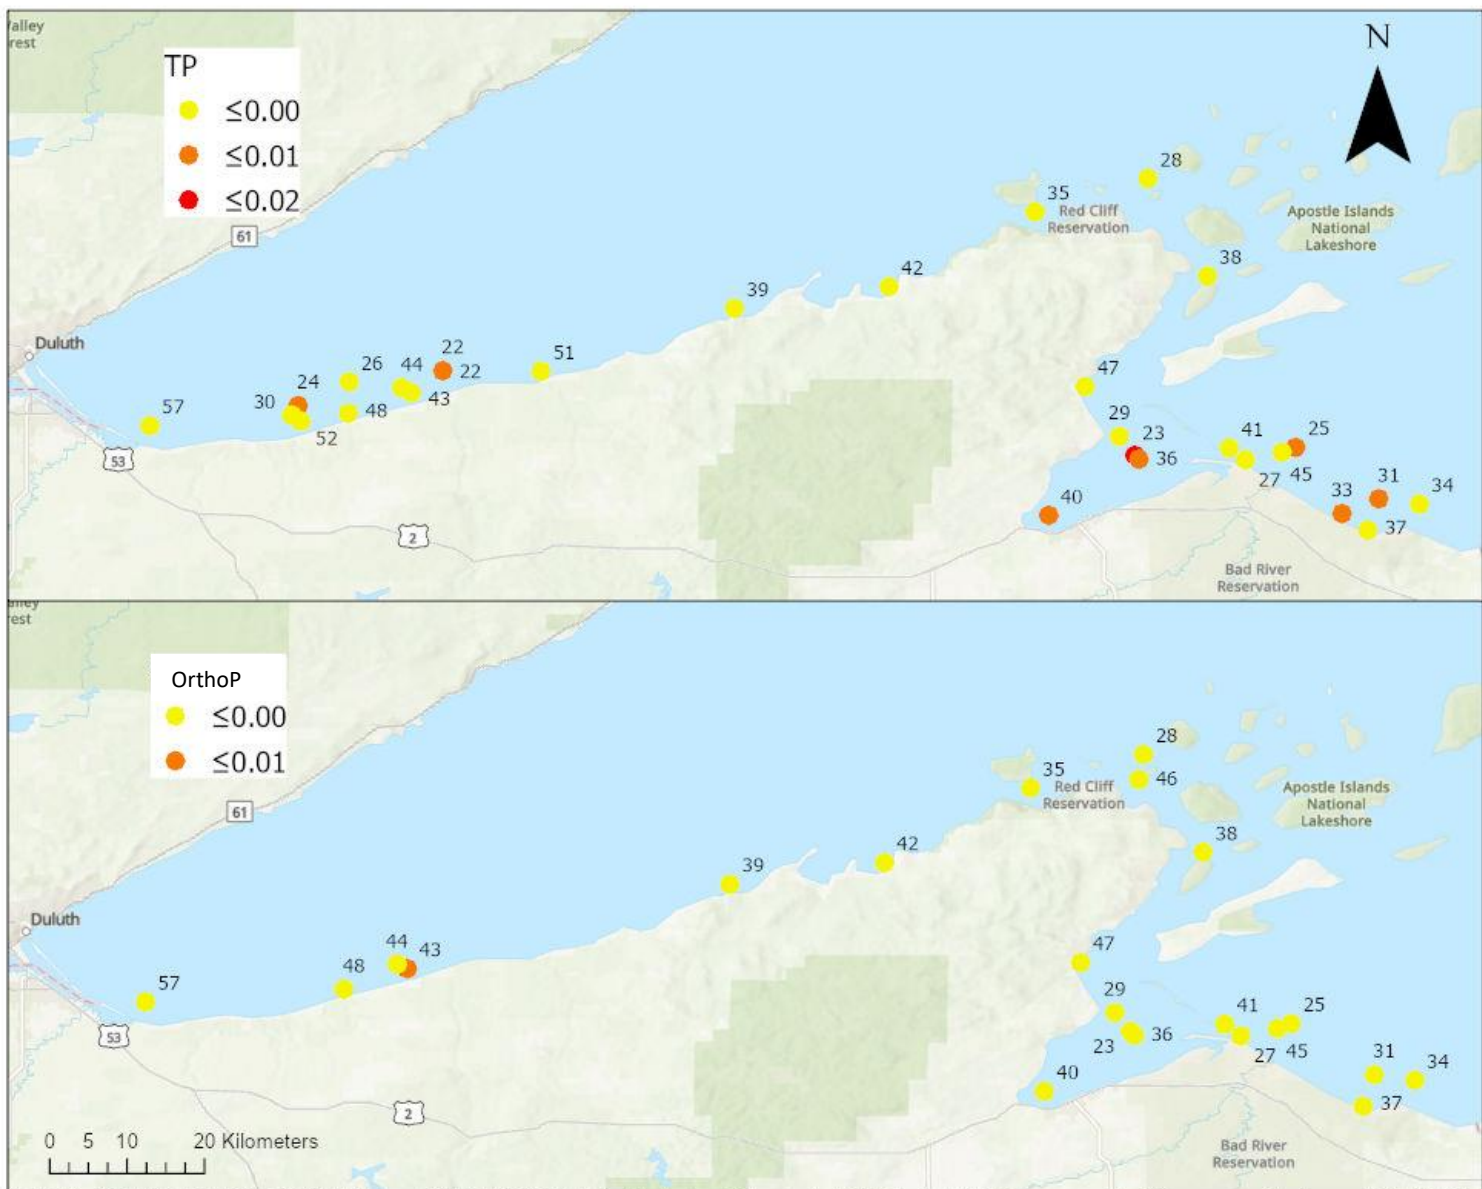 Valley
rest
N
TP
≤0.00
≤0.01
≤0.02
28
35
Red Cliff
Reservation
Apostle Islands
National
Lakeshore
61
38
42
39
Duluth
22
51
26
44
22
47
24
43
30
48
57
52
29
23
41
25
53
36
27
45
31
34
40
33
37
2
Bad River
Reservation
valley
rest
OrthoP
≤0.00
≤0.01
28
35
46
Red Cliff
Reservation
Apostle Islands
National
Lakeshore
61
38
42
39
Duluth
44
43
47
48
57
29
41
25
53
23
36
27
45
31
34
40
37
2
0 5 10 20 Kilometers
Bad River
Reservation